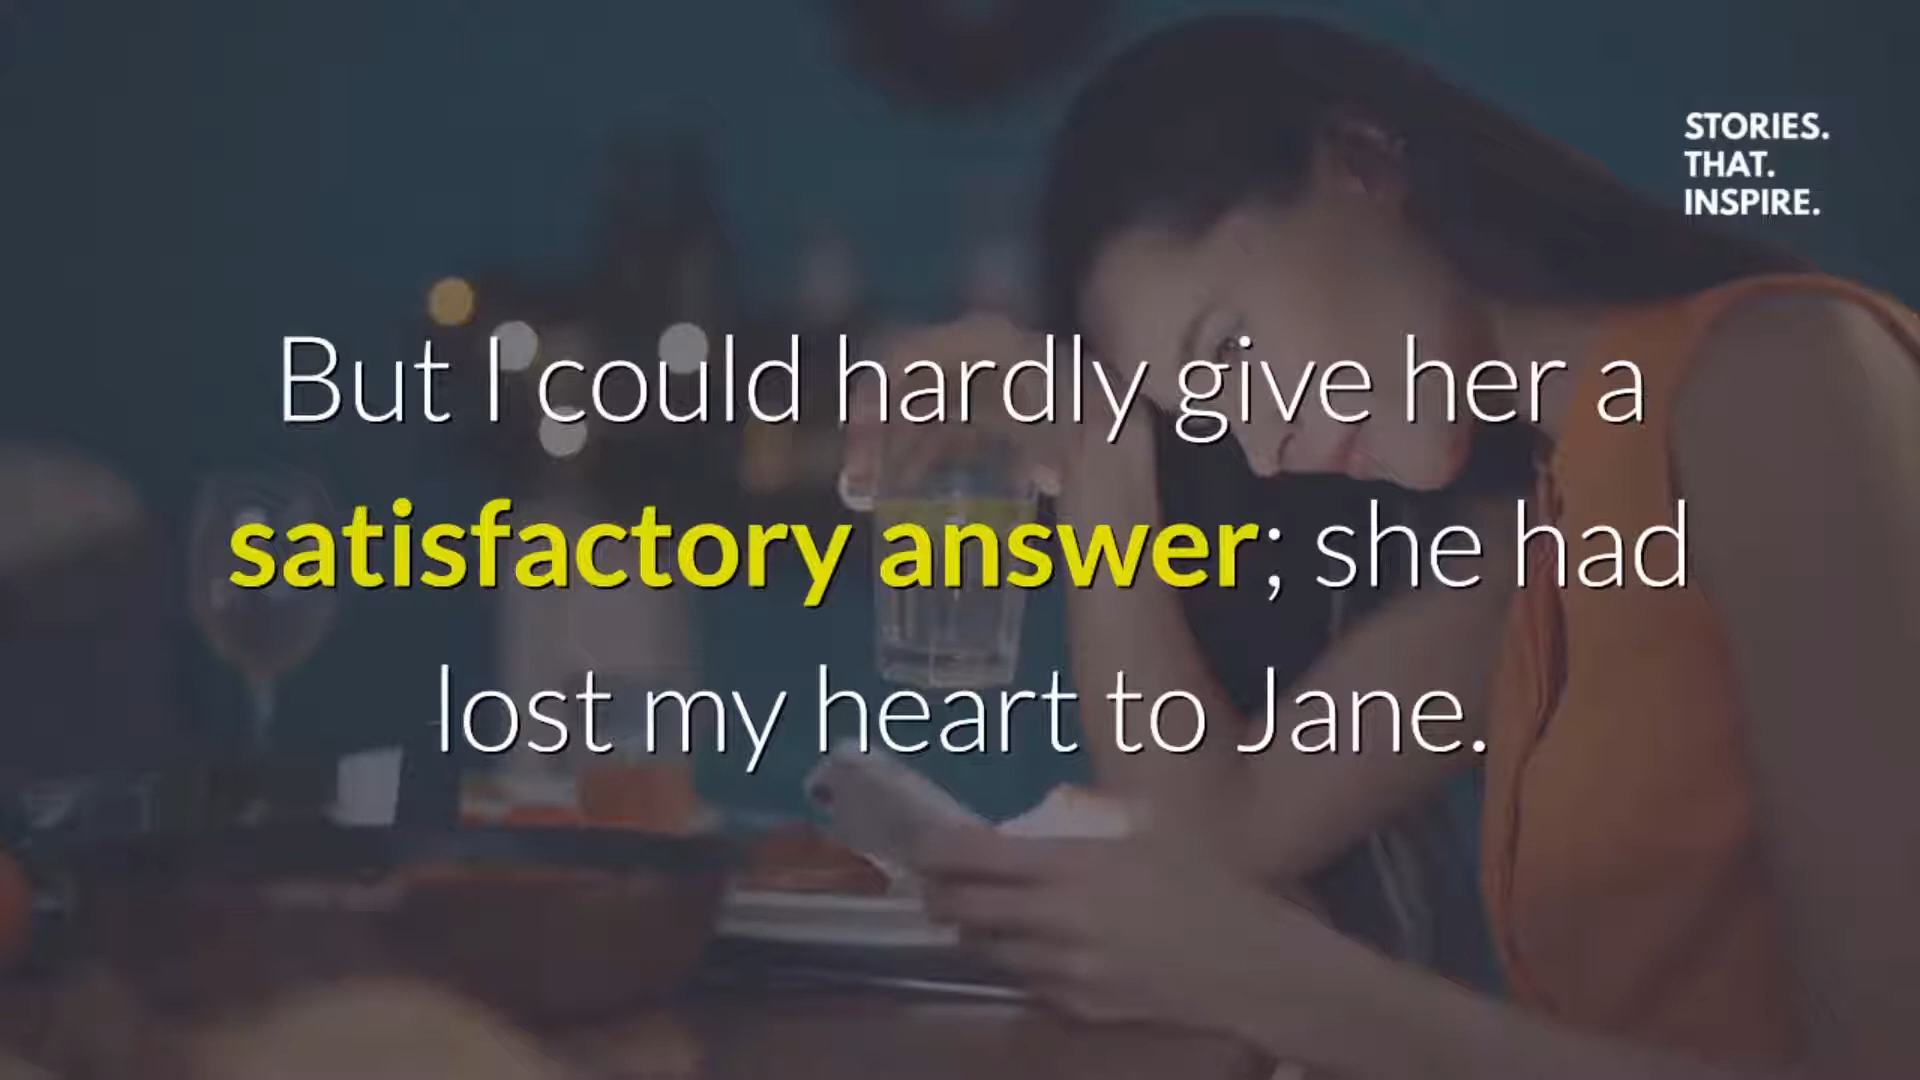 STORIES.
THAT.
INSPIRE.
But I could hardly give her a
satisfactory answer; she had
lost my heart to Jane.